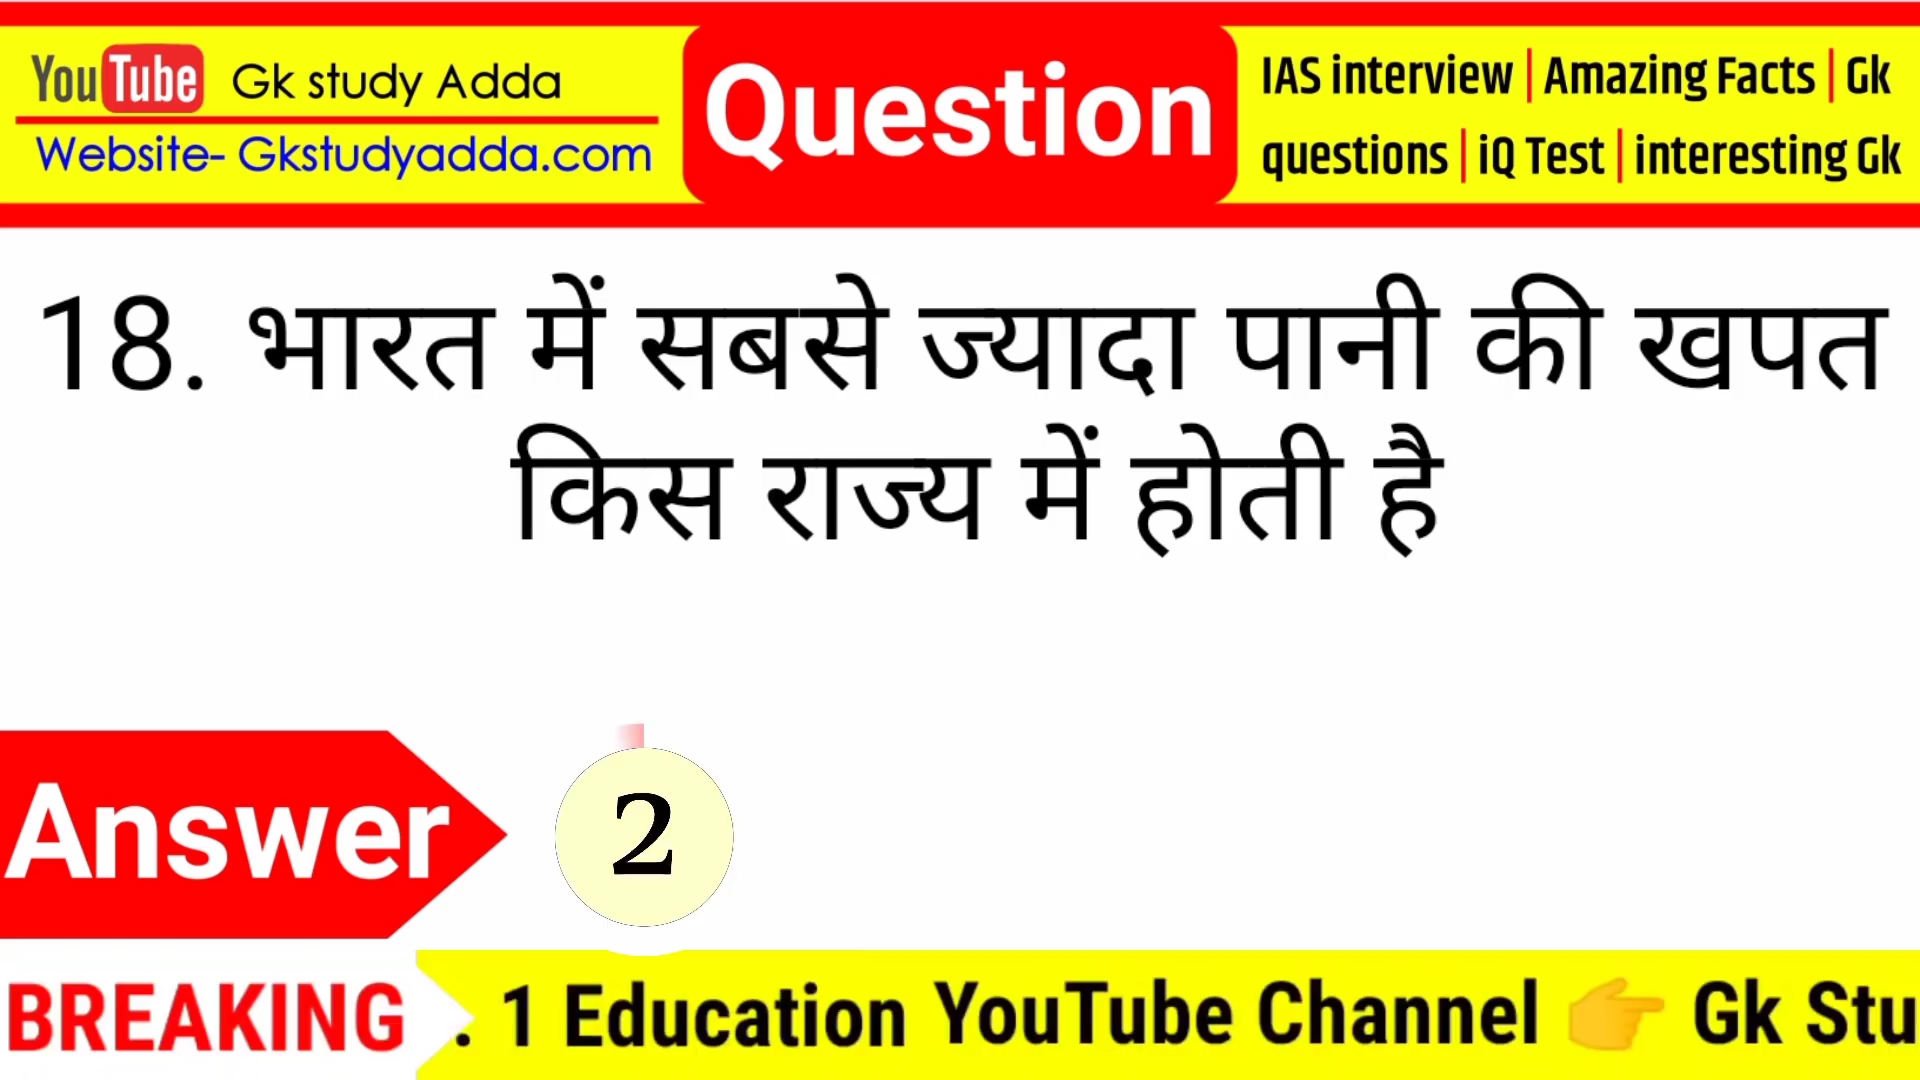 YouTube Gk study Adda
Website- Gkstudyadda.com
Question
IAS interview | Amazing Facts | Gk
questions | iQ Test | interesting Gk
18. भारत में सबसे ज्यादा पानी की खपत
किस राज्य में होती है
Answer
2
BREAKING
. 1 Education YouTube Channel 👉 Gk Stu